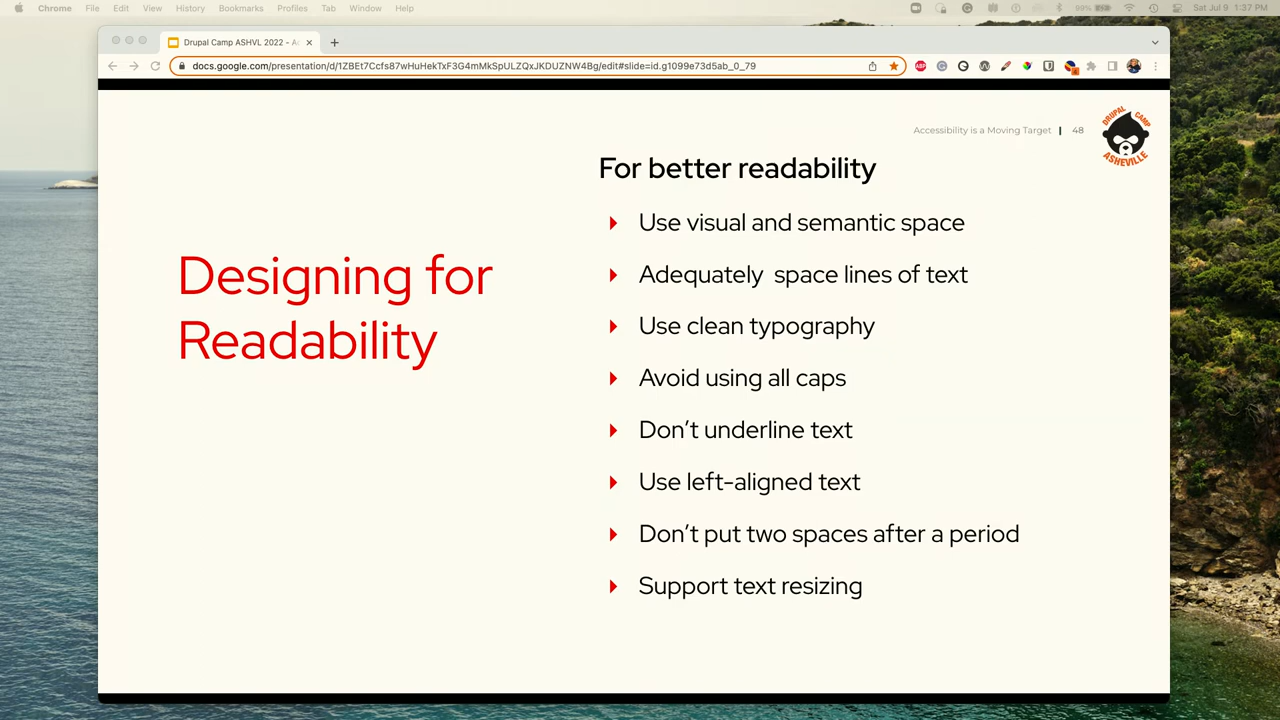 Chrome File Edit View History Bookmarks Profiles Tab Window Help Sat Jul 9 1:37 PM
Drupal Camp ASHVL 2022 -
docs.google.com/presentation/d/1ZBEt7Ccfs87wHuHekTxF3G4mMkSpULZQxJKDUZNW4Bg/edit#slide=id.g1099e73d5ab_0_79
ABP
Accessibility is a Moving Target | 48
DRUPAL CAMP
ASHEVILLE
Designing for
Readability
For better readability
Use visual and semantic space
Adequately  space lines of text
Use clean typography
Avoid using all caps
Don’t underline text
Use left-aligned text
Don’t put two spaces after a period
Support text resizing